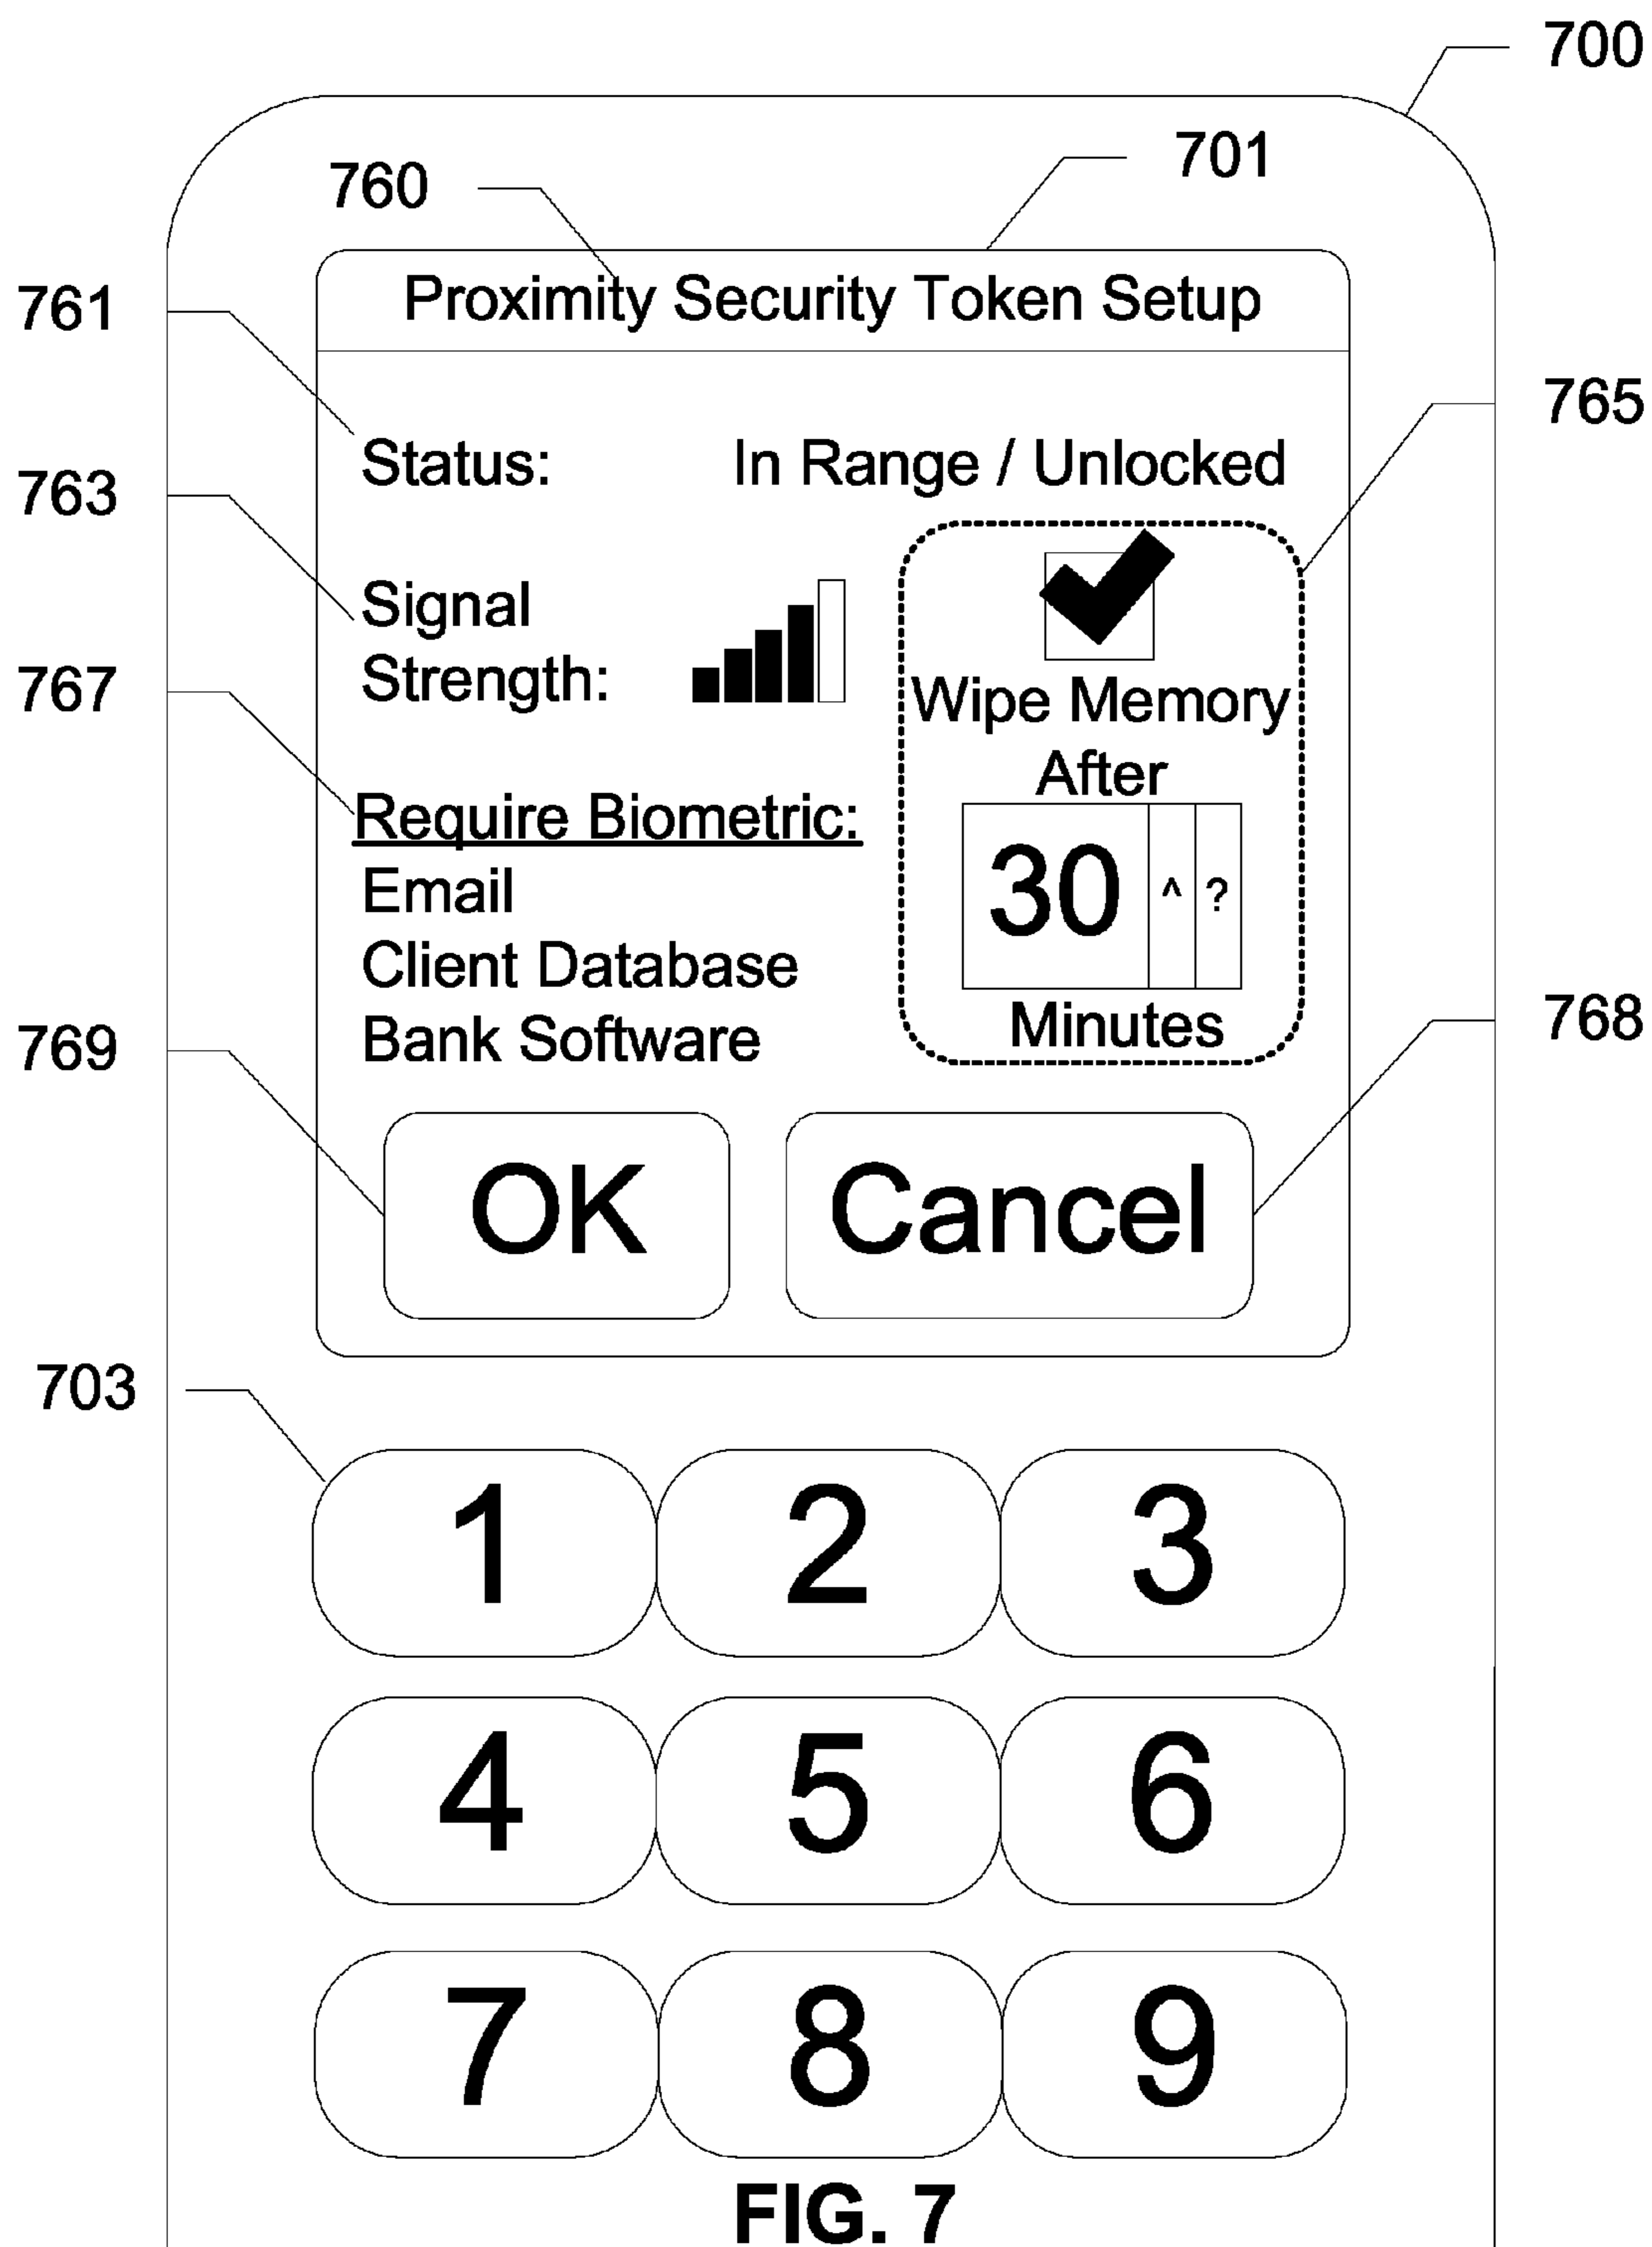 700
701
760
Proximity Security Token Setup
761
765
Status: In Range / Unlocked
763
Signal
Strength:
767
Wipe Memory
After
Require Biometric:
30 ^ ?
Email
Client Database
Minutes
Bank Software
769
768
OK Cancel
703
1 2 3
4 5 6
7 8 9
FIG. 7